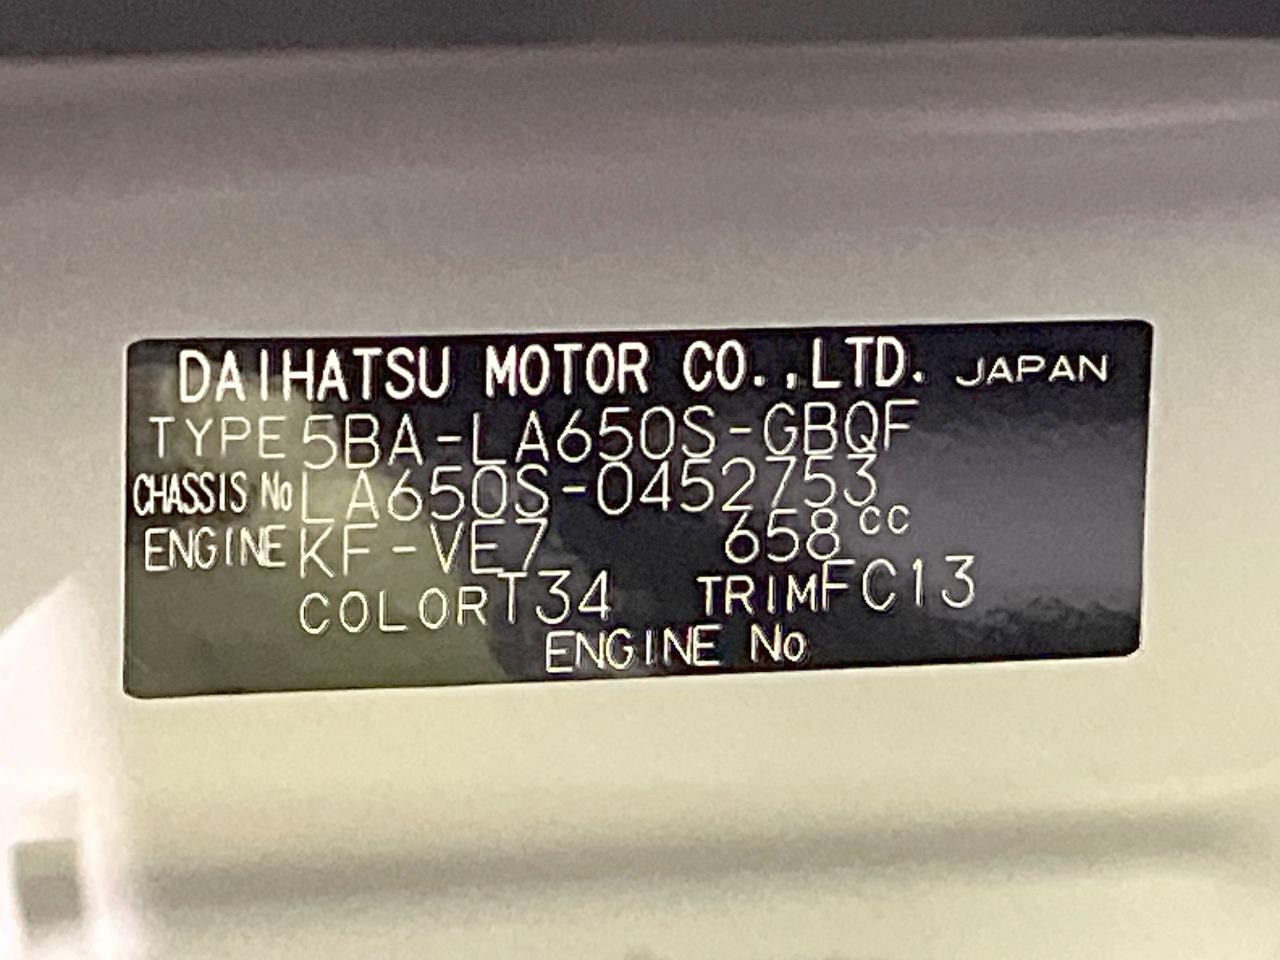 DAIHATSU MOTOR CO.,LTD. JAPAN
TYPE 5BA-LA650S-GBQF
CHASSIS No LA650S-0452753
ENGINE KF-VE7 658cc
COLOR T34 TRIM FC13
ENGINE No